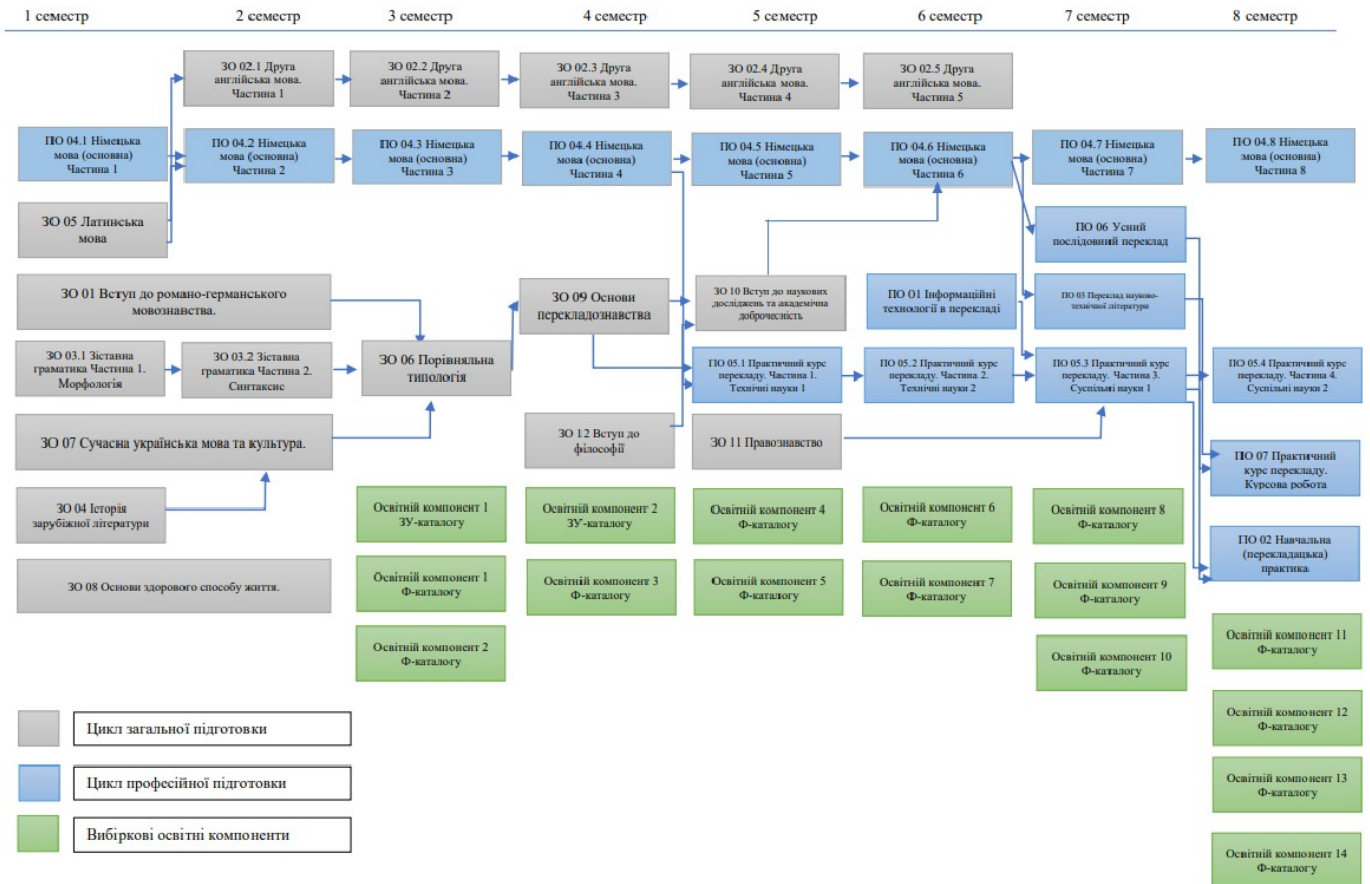 1 семестр
2 семестр
3 семестр
4 семестр
5 семестр
6 семестр
7 семестр
8 семестр
ЗО 02.1 Друга
англійська мова.
Частина 1
ЗО 02.2 Друга
англійська мова.
Частина 2
ЗО 02.3 Друга
англійська мова.
Частина 3
ЗО 02.4 Друга
англійська мова.
Частина 4
ЗО 02.5 Друга
англійська мова.
Частина 5
ПО 04.1 Німецька
мова (основна)
Частина 1
ПО 04.2 Німецька
мова (основна)
Частина 2
ПО 04.3 Німецька
мова (основна)
Частина 3
ПО 04.4 Німецька
мова (основна)
Частина 4
ПО 04.5 Німецька
мова (основна)
Частина 5
ПО 04.6 Німецька
мова (основна)
Частина 6
ПО 04.7 Німецька
мова (основна)
Частина 7
ПО 04.8 Німецька
мова (основна)
Частина 8
ЗО 05 Латинська
мова
ПО 06 Усний
послідовний переклад
ЗО 01 Вступ до романо-германського
мовознавства.
ЗО 09 Основи
перекладознавства
ЗО 10 Вступ до наукових
досліджень та академічна
доброчесність
ПО 01 Інформаційні
технології в перекладі
ПО 03 Переклад науково-
технічної літератури
ЗО 03.1 Зіставна
граматика Частина 1.
Морфологія
ЗО 03.2 Зіставна
граматика Частина 2.
Синтаксис
ЗО 06 Порівняльна
типологія
ПО 05.1 Практичний курс
перекладу. Частина 1.
Технічні науки 1
ПО 05.2 Практичний курс
перекладу. Частина 2.
Технічні науки 2
ПО 05.3 Практичний курс
перекладу. Частина 3.
Суспільні науки 1
ПО 05.4 Практичний курс
перекладу. Частина 4.
Суспільні науки 2
ЗО 07 Сучасна українська мова та культура.
ЗО 12 Вступ до
філософії
ЗО 11 Правознавство
ПО 07 Практичний
курс перекладу.
Курсова робота
ЗО 04 Історія
зарубіжної літератури
Освітній компонент 1
ЗУ-каталогу
Освітній компонент 2
ЗУ-каталогу
Освітній компонент 4
Ф-каталогу
Освітній компонент 6
Ф-каталогу
Освітній компонент 8
Ф-каталогу
ПО 02 Навчальна
(перекладацька)
практика
ЗО 08 Основи здорового способу життя.
Освітній компонент 1
Ф-каталогу
Освітній компонент 3
Ф-каталогу
Освітній компонент 5
Ф-каталогу
Освітній компонент 7
Ф-каталогу
Освітній компонент 9
Ф-каталогу
Освітній компонент 2
Ф-каталогу
Освітній компонент 10
Ф-каталогу
Освітній компонент 11
Ф-каталогу
Освітній компонент 12
Ф-каталогу
Освітній компонент 13
Ф-каталогу
Освітній компонент 14
Ф-каталогу
Цикл загальної підготовки
Цикл професійної підготовки
Вибіркові освітні компоненти